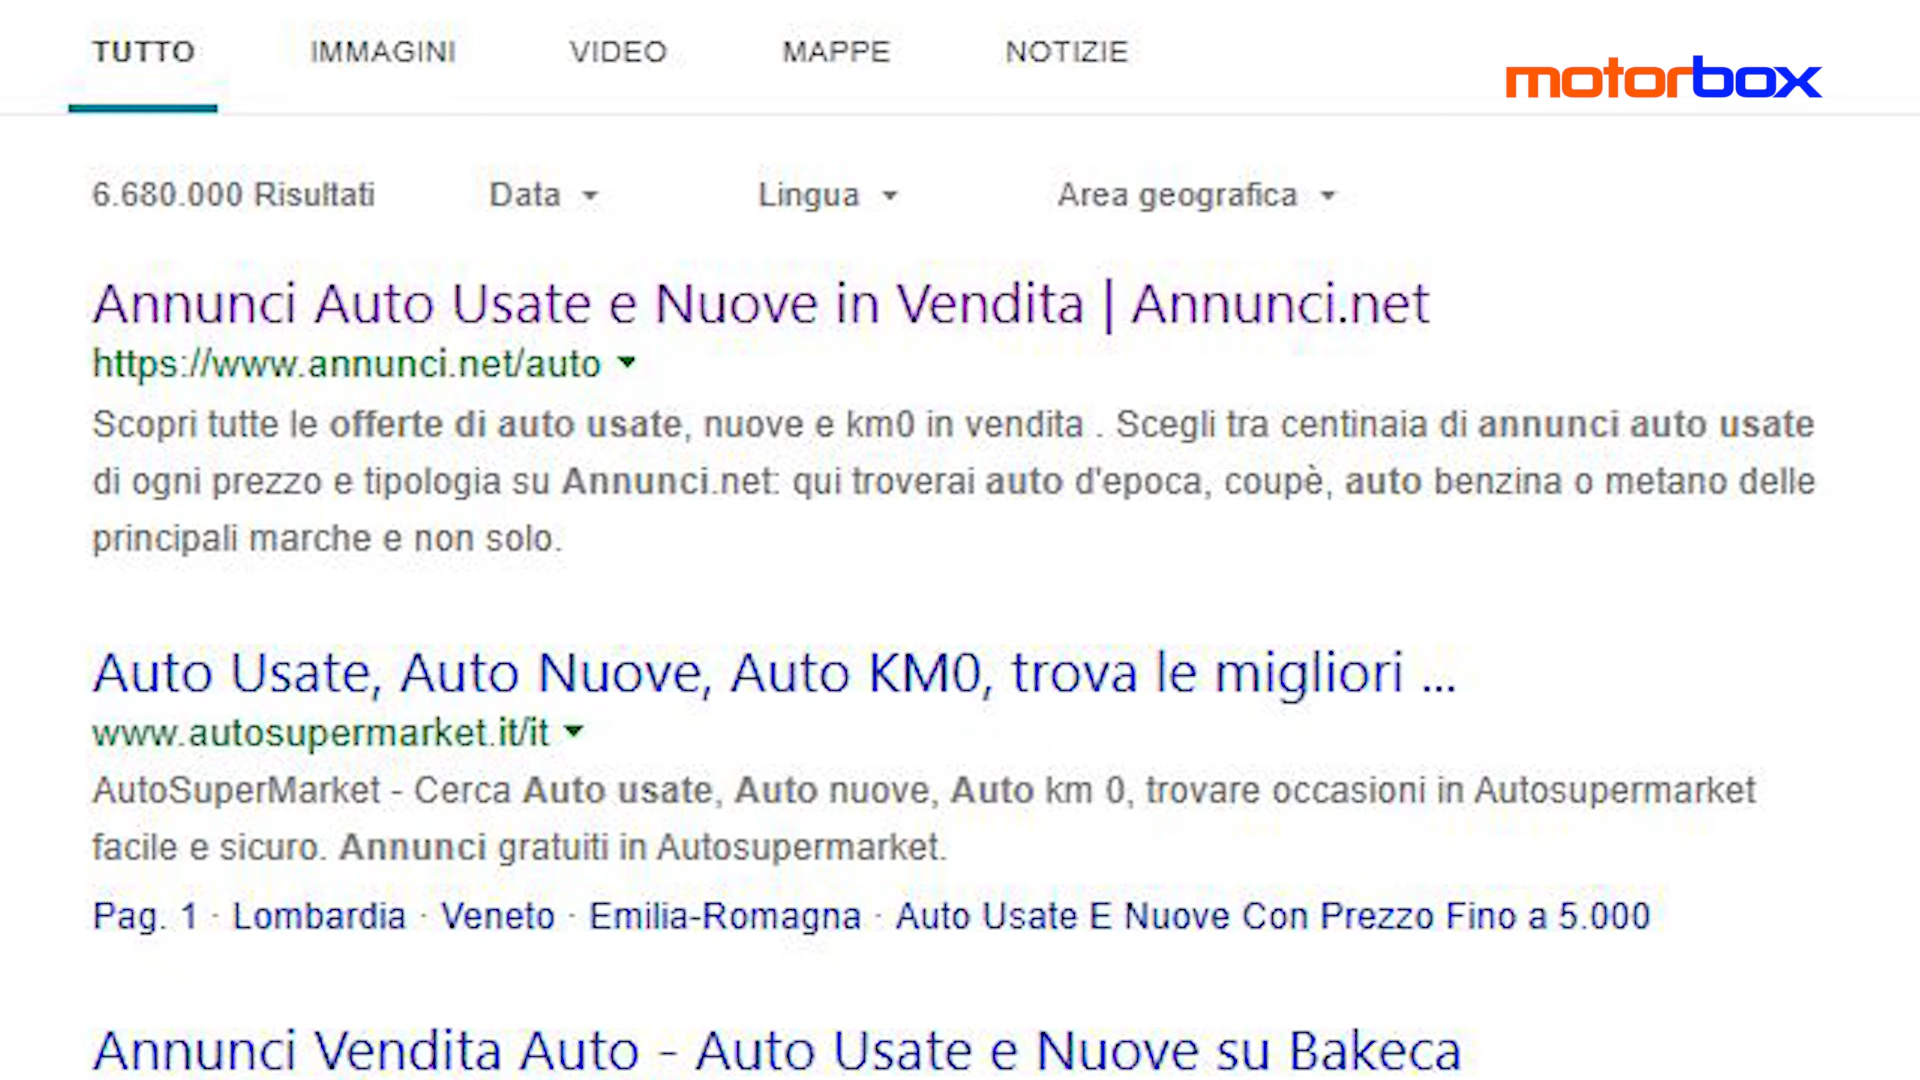 TUTTO IMMAGINI VIDEO MAPPE NOTIZIE
motorbox
6.680.000 Risultati Data Lingua Area geografica
Annunci Auto Usate e Nuove in Vendita | Annunci.net
https://www.annunci.net/auto
Scopri tutte le offerte di auto usate, nuove e km0 in vendita . Scegli tra centinaia di annunci auto usate
di ogni prezzo e tipologia su Annunci.net: qui troverai auto d'epoca, coupè, auto benzina o metano delle
principali marche e non solo.
Auto Usate, Auto Nuove, Auto KM0, trova le migliori ...
www.autosupermarket.it/it
AutoSuperMarket - Cerca Auto usate, Auto nuove, Auto km 0, trovare occasioni in Autosupermarket
facile e sicuro. Annunci gratuiti in Autosupermarket.
Pag. 1 · Lombardia · Veneto · Emilia-Romagna · Auto Usate E Nuove Con Prezzo Fino a 5.000
Annunci Vendita Auto - Auto Usate e Nuove su Bakeca